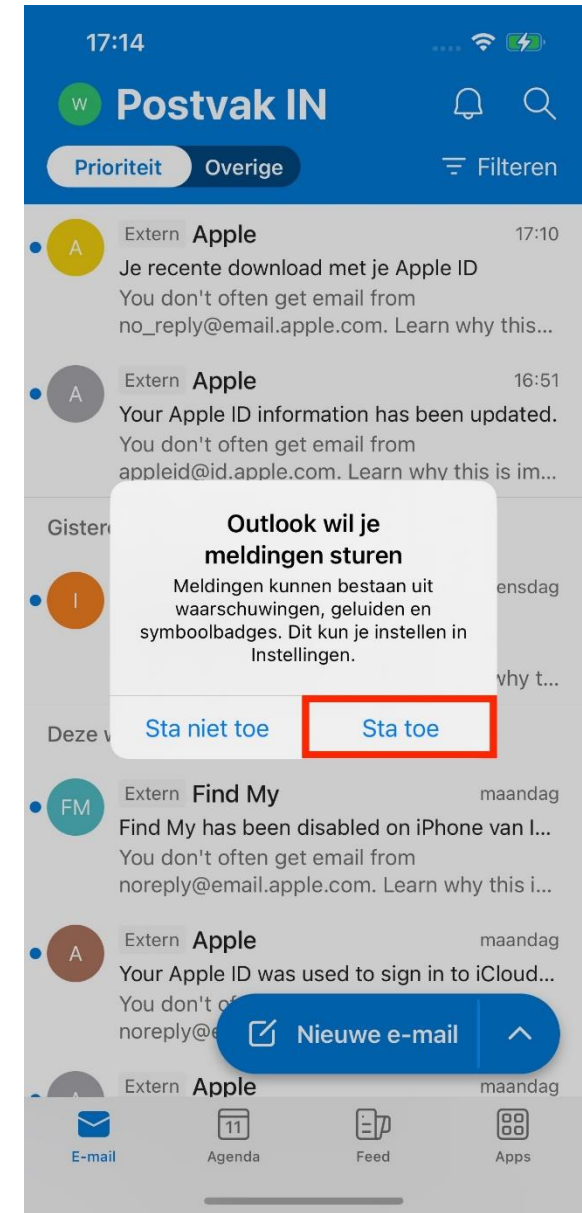 17:14
W Postvak IN
Prioriteit Overige Filteren
A Extern Apple 17:10
Je recente download met je Apple ID
You don't often get email from
no_reply@email.apple.com. Learn why this...
A Extern Apple 16:51
Your Apple ID information has been updated.
You don't often get email from
appleid@id.apple.com. Learn why this is im...
Outlook wil je
meldingen sturen
Meldingen kunnen bestaan uit
waarschuwingen, geluiden en
symboolbadges. Dit kun je instellen in
Instellingen.
Sta niet toe Sta toe
I
why t...
Deze
FM Extern Find My maandag
Find My has been disabled on iPhone van I...
You don't often get email from
noreply@email.apple.com. Learn why this i...
A Extern Apple maandag
Your Apple ID was used to sign in to iCloud...
You don't
Nieuwe e-mail
A Extern Apple maandag
11
E-mail Agenda Feed Apps